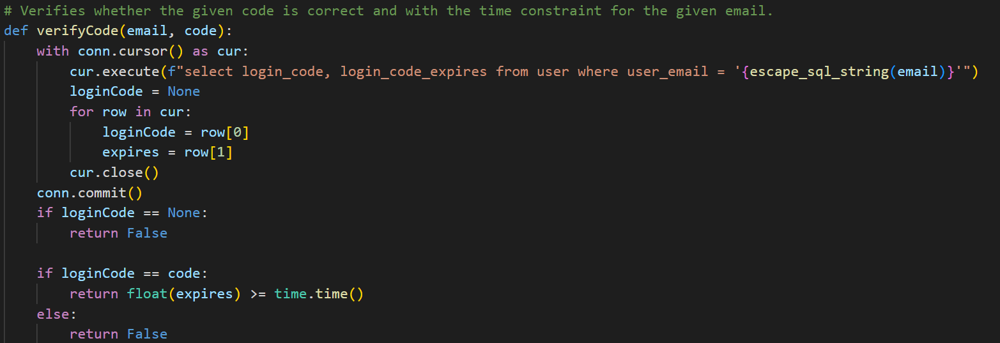 # Verifies whether the given code is correct and with the time constraint for the given email.
def verifyCode(email, code):
    with conn.cursor() as cur:
        cur.execute(f"select login_code, login_code_expires from user where user_email = '{escape_sql_string(email)}'")
        loginCode = None
        for row in cur:
            loginCode = row[0]
            expires = row[1]
        cur.close()
    conn.commit()
    if loginCode == None:
        return False

    if loginCode == code:
        return float(expires) >= time.time()
    else:
        return False